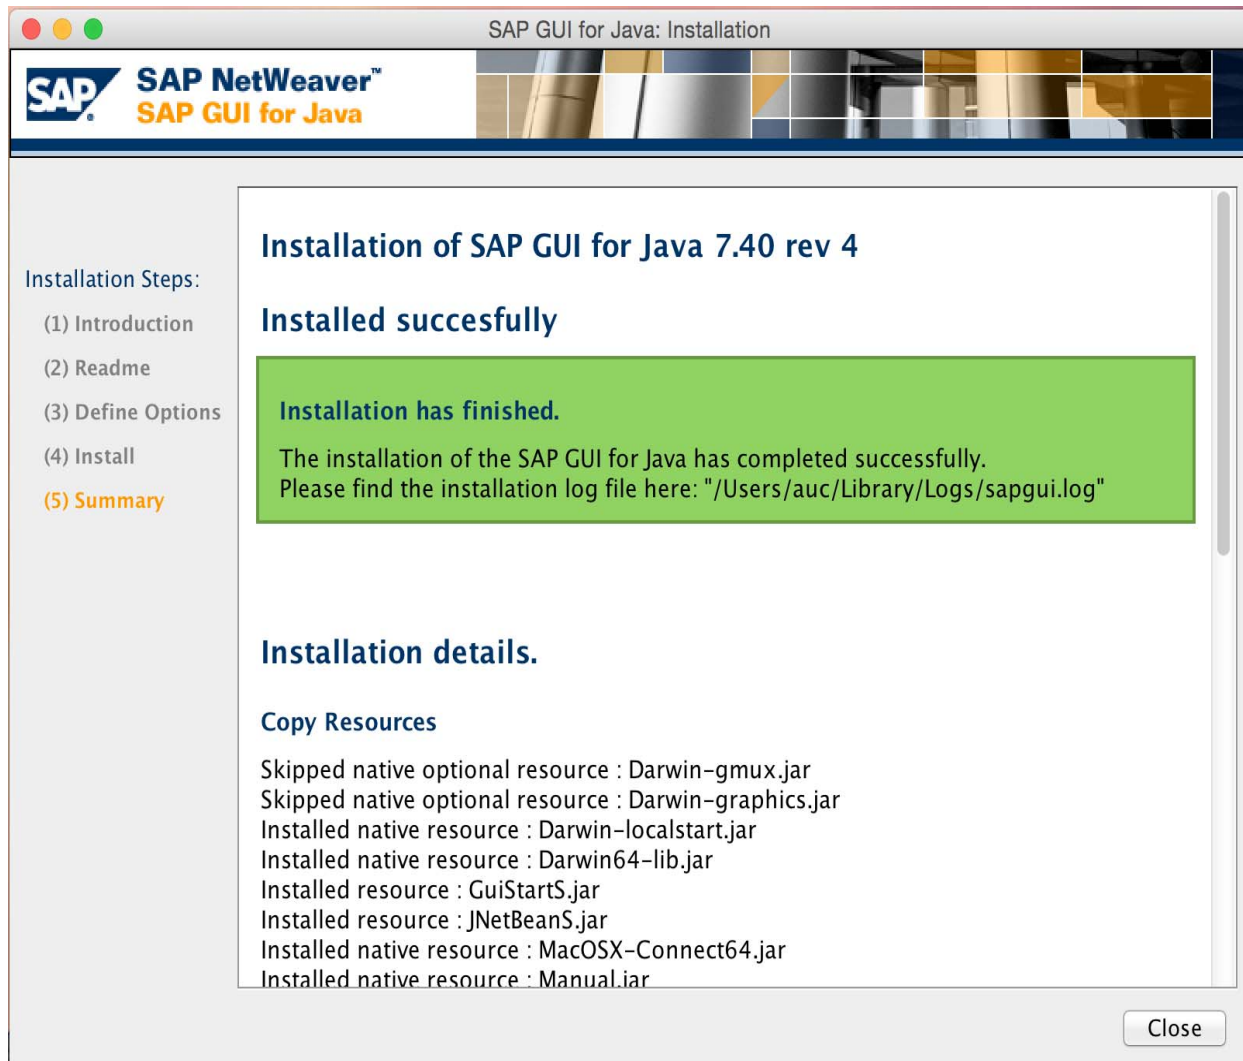 SAP GUI for Java: Installation
SAP
SAP NetWeaver™
SAP GUI for Java
Installation Steps:
(1) Introduction
(2) Readme
(3) Define Options
(4) Install
(5) Summary
Installation of SAP GUI for Java 7.40 rev 4
Installed succesfully
Installation has finished.
The installation of the SAP GUI for Java has completed successfully.
Please find the installation log file here: "/Users/auc/Library/Logs/sapgui.log"
Installation details.
Copy Resources
Skipped native optional resource : Darwin-gmux.jar
Skipped native optional resource : Darwin-graphics.jar
Installed native resource : Darwin-localstart.jar
Installed native resource : Darwin64-lib.jar
Installed resource : GuiStartS.jar
Installed resource : JNetBeanS.jar
Installed native resource : MacOSX-Connect64.jar
Installed native resource : Manual.jar
Close